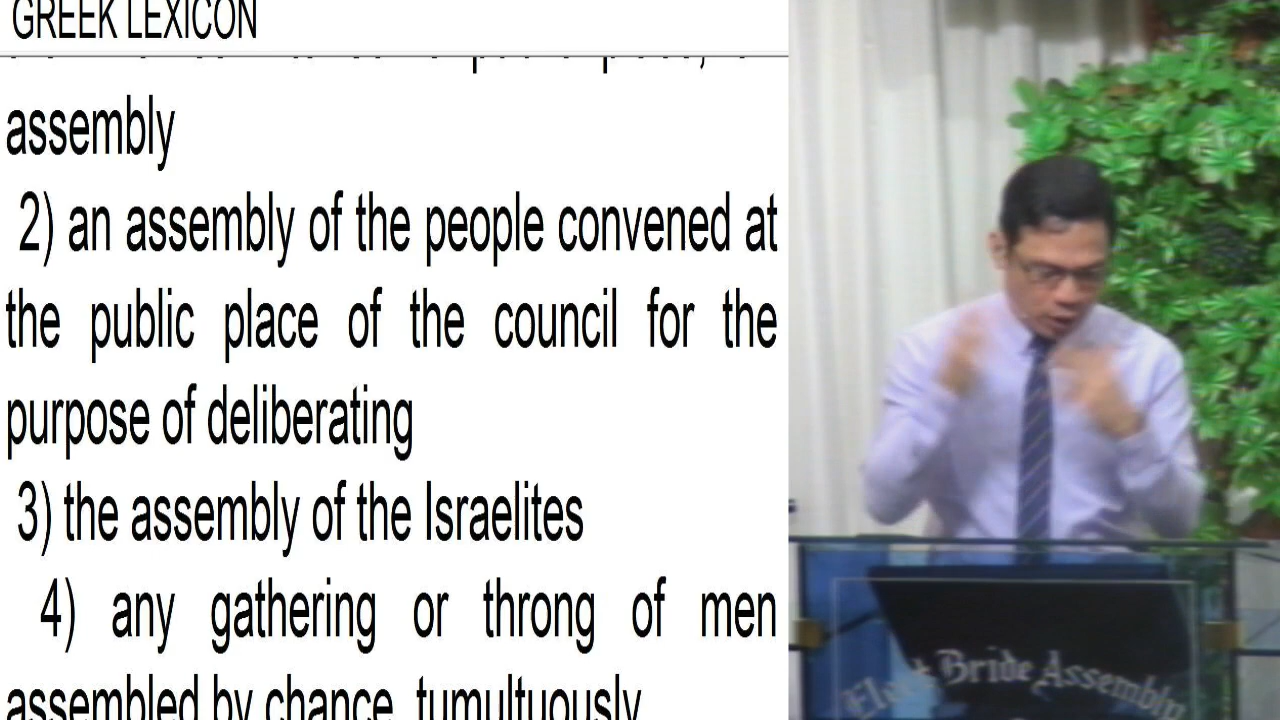 GREEK LEXICON
assembly
2) an assembly of the people convened at
the public place of the council for the
purpose of deliberating
3) the assembly of the Israelites
4) any gathering or throng of men
assembled by chance, tumultuously
Elect Bride Assembly